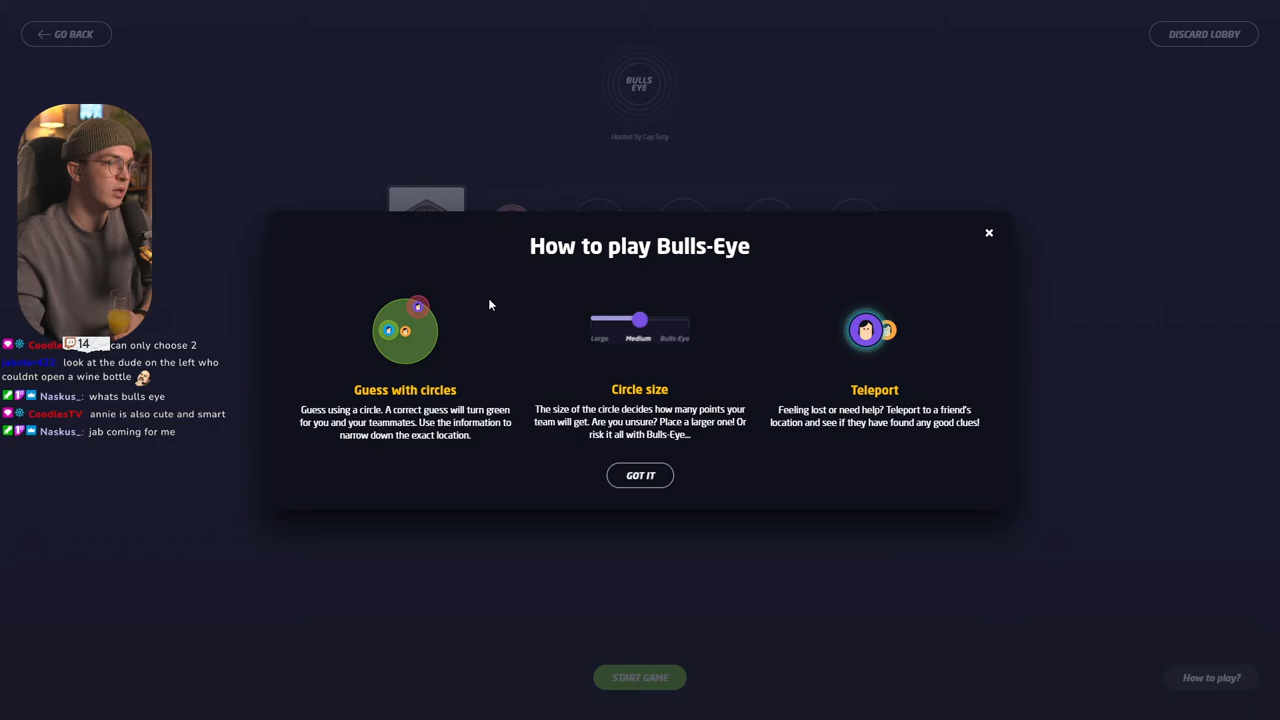 GO BACK
DISCARD LOBBY
BULLS
EYE
Hosted by Cap Soty
How to play Bulls-Eye
Large Medium Bulls-Eye
Guess with circles
Guess using a circle. A correct guess will turn green
for you and your teammates. Use the information to
narrow down the exact location.
Circle size
The size of the circle decides how many points your
team will get. Are you unsure? Place a larger one! Or
risk it all with Bulls-Eye...
Teleport
Feeling lost or need help? Teleport to a friend's
location and see if they have found any good clues!
GOT IT
14 can only choose 2
look at the dude on the left who
couldnt open a wine bottle
Naskus_: whats bulls eye
CoodlesTV: annie is also cute and smart
Naskus_: jab coming for me
START GAME
How to play?